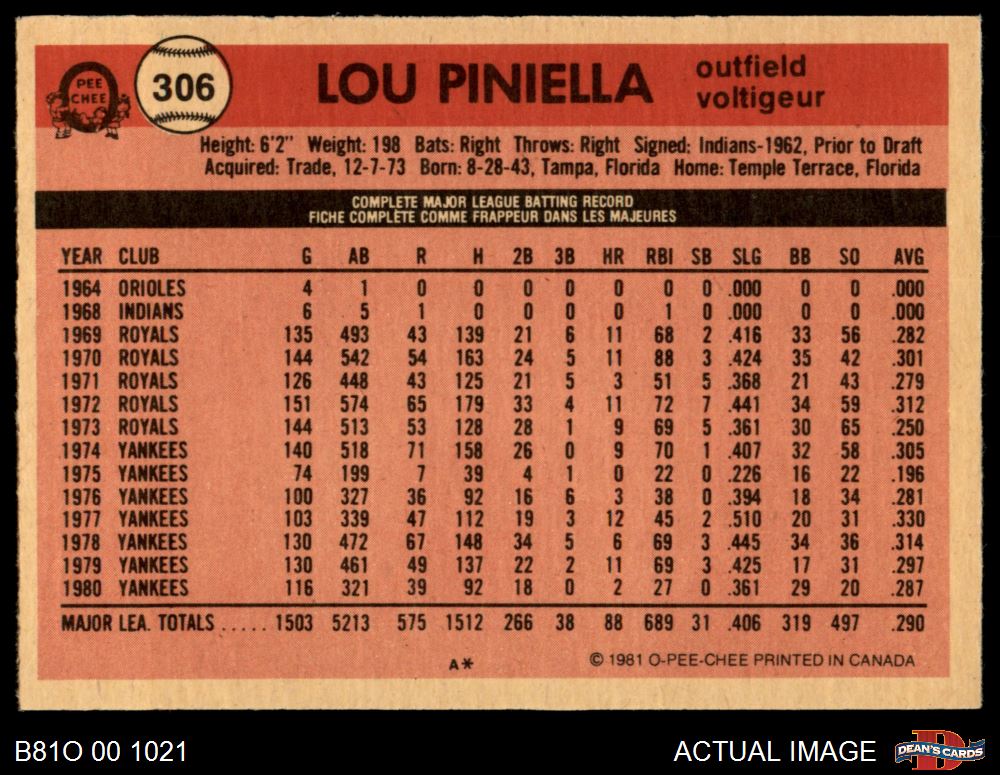 PEE CHEE
306
LOU PINIELLA
outfield
voltigeur
Height: 6'2" Weight: 198 Bats: Right Throws: Right Signed: Indians-1962, Prior to Draft
Acquired: Trade, 12-7-73 Born: 8-28-43, Tampa, Florida Home: Temple Terrace, Florida
COMPLETE MAJOR LEAGUE BATTING RECORD
FICHE COMPLÈTE COMME FRAPPEUR DANS LES MAJEURES
YEAR CLUB G AB R H 2B 3B HR RBI SB SLG BB SO AVG
1964 ORIOLES 4 1 0 0 0 0 0 0 0 .000 0 0 .000
1968 INDIANS 6 5 1 0 0 0 0 1 0 .000 0 0 .000
1969 ROYALS 135 493 43 139 21 6 11 68 2 .416 33 56 .282
1970 ROYALS 144 542 54 163 24 5 11 88 3 .424 35 42 .301
1971 ROYALS 126 448 43 125 21 5 3 51 5 .368 21 43 .279
1972 ROYALS 151 574 65 179 33 4 11 72 7 .441 34 59 .312
1973 ROYALS 144 513 53 128 28 1 9 69 5 .361 30 65 .250
1974 YANKEES 140 518 71 158 26 0 9 70 1 .407 32 58 .305
1975 YANKEES 74 199 7 39 4 1 0 22 0 .226 16 22 .196
1976 YANKEES 100 327 36 92 16 6 3 38 0 .394 18 34 .281
1977 YANKEES 103 339 47 112 19 3 12 45 2 .510 20 31 .330
1978 YANKEES 130 472 67 148 34 5 6 69 3 .445 34 36 .314
1979 YANKEES 130 461 49 137 22 2 11 69 3 .425 17 31 .297
1980 YANKEES 116 321 39 92 18 0 2 27 0 .361 29 20 .287
MAJOR LEA. TOTALS ..... 1503 5213 575 1512 266 38 88 689 31 .406 319 497 .290
A*
© 1981 O-PEE-CHEE PRINTED IN CANADA
B81O 00 1021
ACTUAL IMAGE
D
DEAN'S CARDS